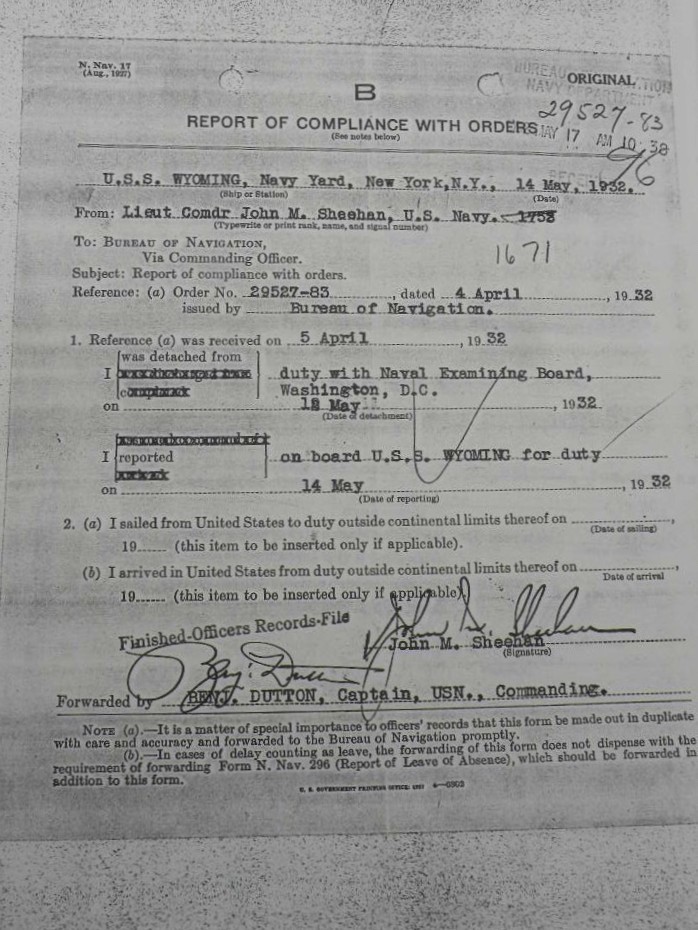 N. Nav. 17
(Aug., 1927)
BUREAU
ORIGINAL
NAVY DEPARTMENT
B
29527-83
REPORT OF COMPLIANCE WITH ORDERS
MAY 17 AM 10:38
(See notes below)
96
U.S.S. WYOMING, Navy Yard, New York,N.Y., 14 May, 1932.
(Ship or Station) (Date)
From: Lieut Comdr John M. Sheehan, U.S. Navy.
(Typewrite or print rank, name, and signal number)
To: BUREAU OF NAVIGATION,
1671
Via Commanding Officer.
Subject: Report of compliance with orders.
Reference: (a) Order No. 29527-83, dated 4 April, 1932
issued by Bureau of Navigation.
1. Reference (a) was received on 5 April, 1932
was detached from
I duty with Naval Examining Board,
Washington, D.C.
on May, 1932
(Date of detachment)
I reported on board U.S.S. WYOMING for duty
on 14 May, 1932
(Date of reporting)
2. (a) I sailed from United States to duty outside continental limits thereof on ,
(Date of sailing)
19 (this item to be inserted only if applicable).
(b) I arrived in United States from duty outside continental limits thereof on ,
Date of arrival
19 (this item to be inserted only if applicable)
Finished-Officers Records-File
John M. Sheehan
John M. Sheehan
(Signature)
Benj. Dutton
Forwarded by BENJ. DUTTON, Captain, USN., Commanding.
NOTE (a).—It is a matter of special importance to officers' records that this form be made out in duplicate
with care and accuracy and forwarded to the Bureau of Navigation promptly.
(b).—In cases of delay counting as leave, the forwarding of this form does not dispense with the
requirement of forwarding Form N. Nav. 296 (Report of Leave of Absence), which should be forwarded in
addition to this form.
U. S. GOVERNMENT PRINTING OFFICE